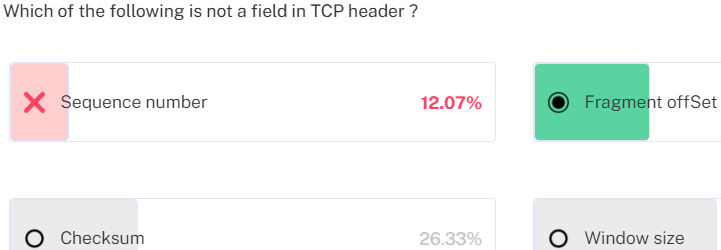 Which of the following is not a field in TCP header ?
Sequence number 12.07% Fragment offSet
Checksum 26.33% Window size